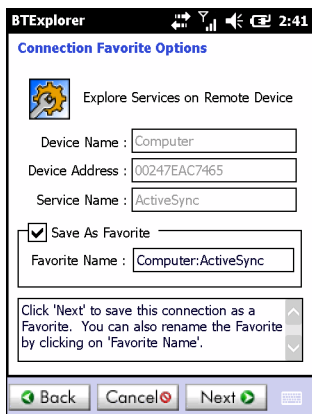 BTExplorer 2:41
Connection Favorite Options
Explore Services on Remote Device
Device Name : Computer
Device Address : 00247EAC7465
Service Name : ActiveSync
Save As Favorite
Favorite Name : Computer:ActiveSync
Click 'Next' to save this connection as a
Favorite. You can also rename the Favorite
by clicking on 'Favorite Name'.
Back Cancel Next